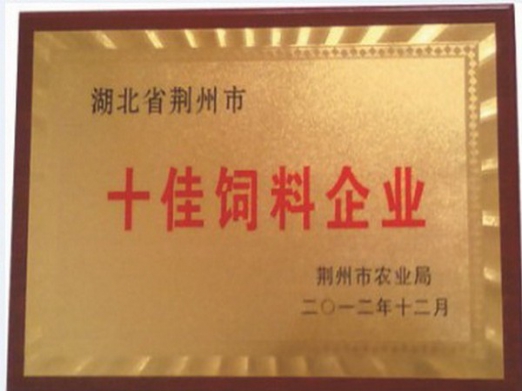 湖北省荆州市
十佳饲料企业
荆州市农业局
二〇一二年十二月